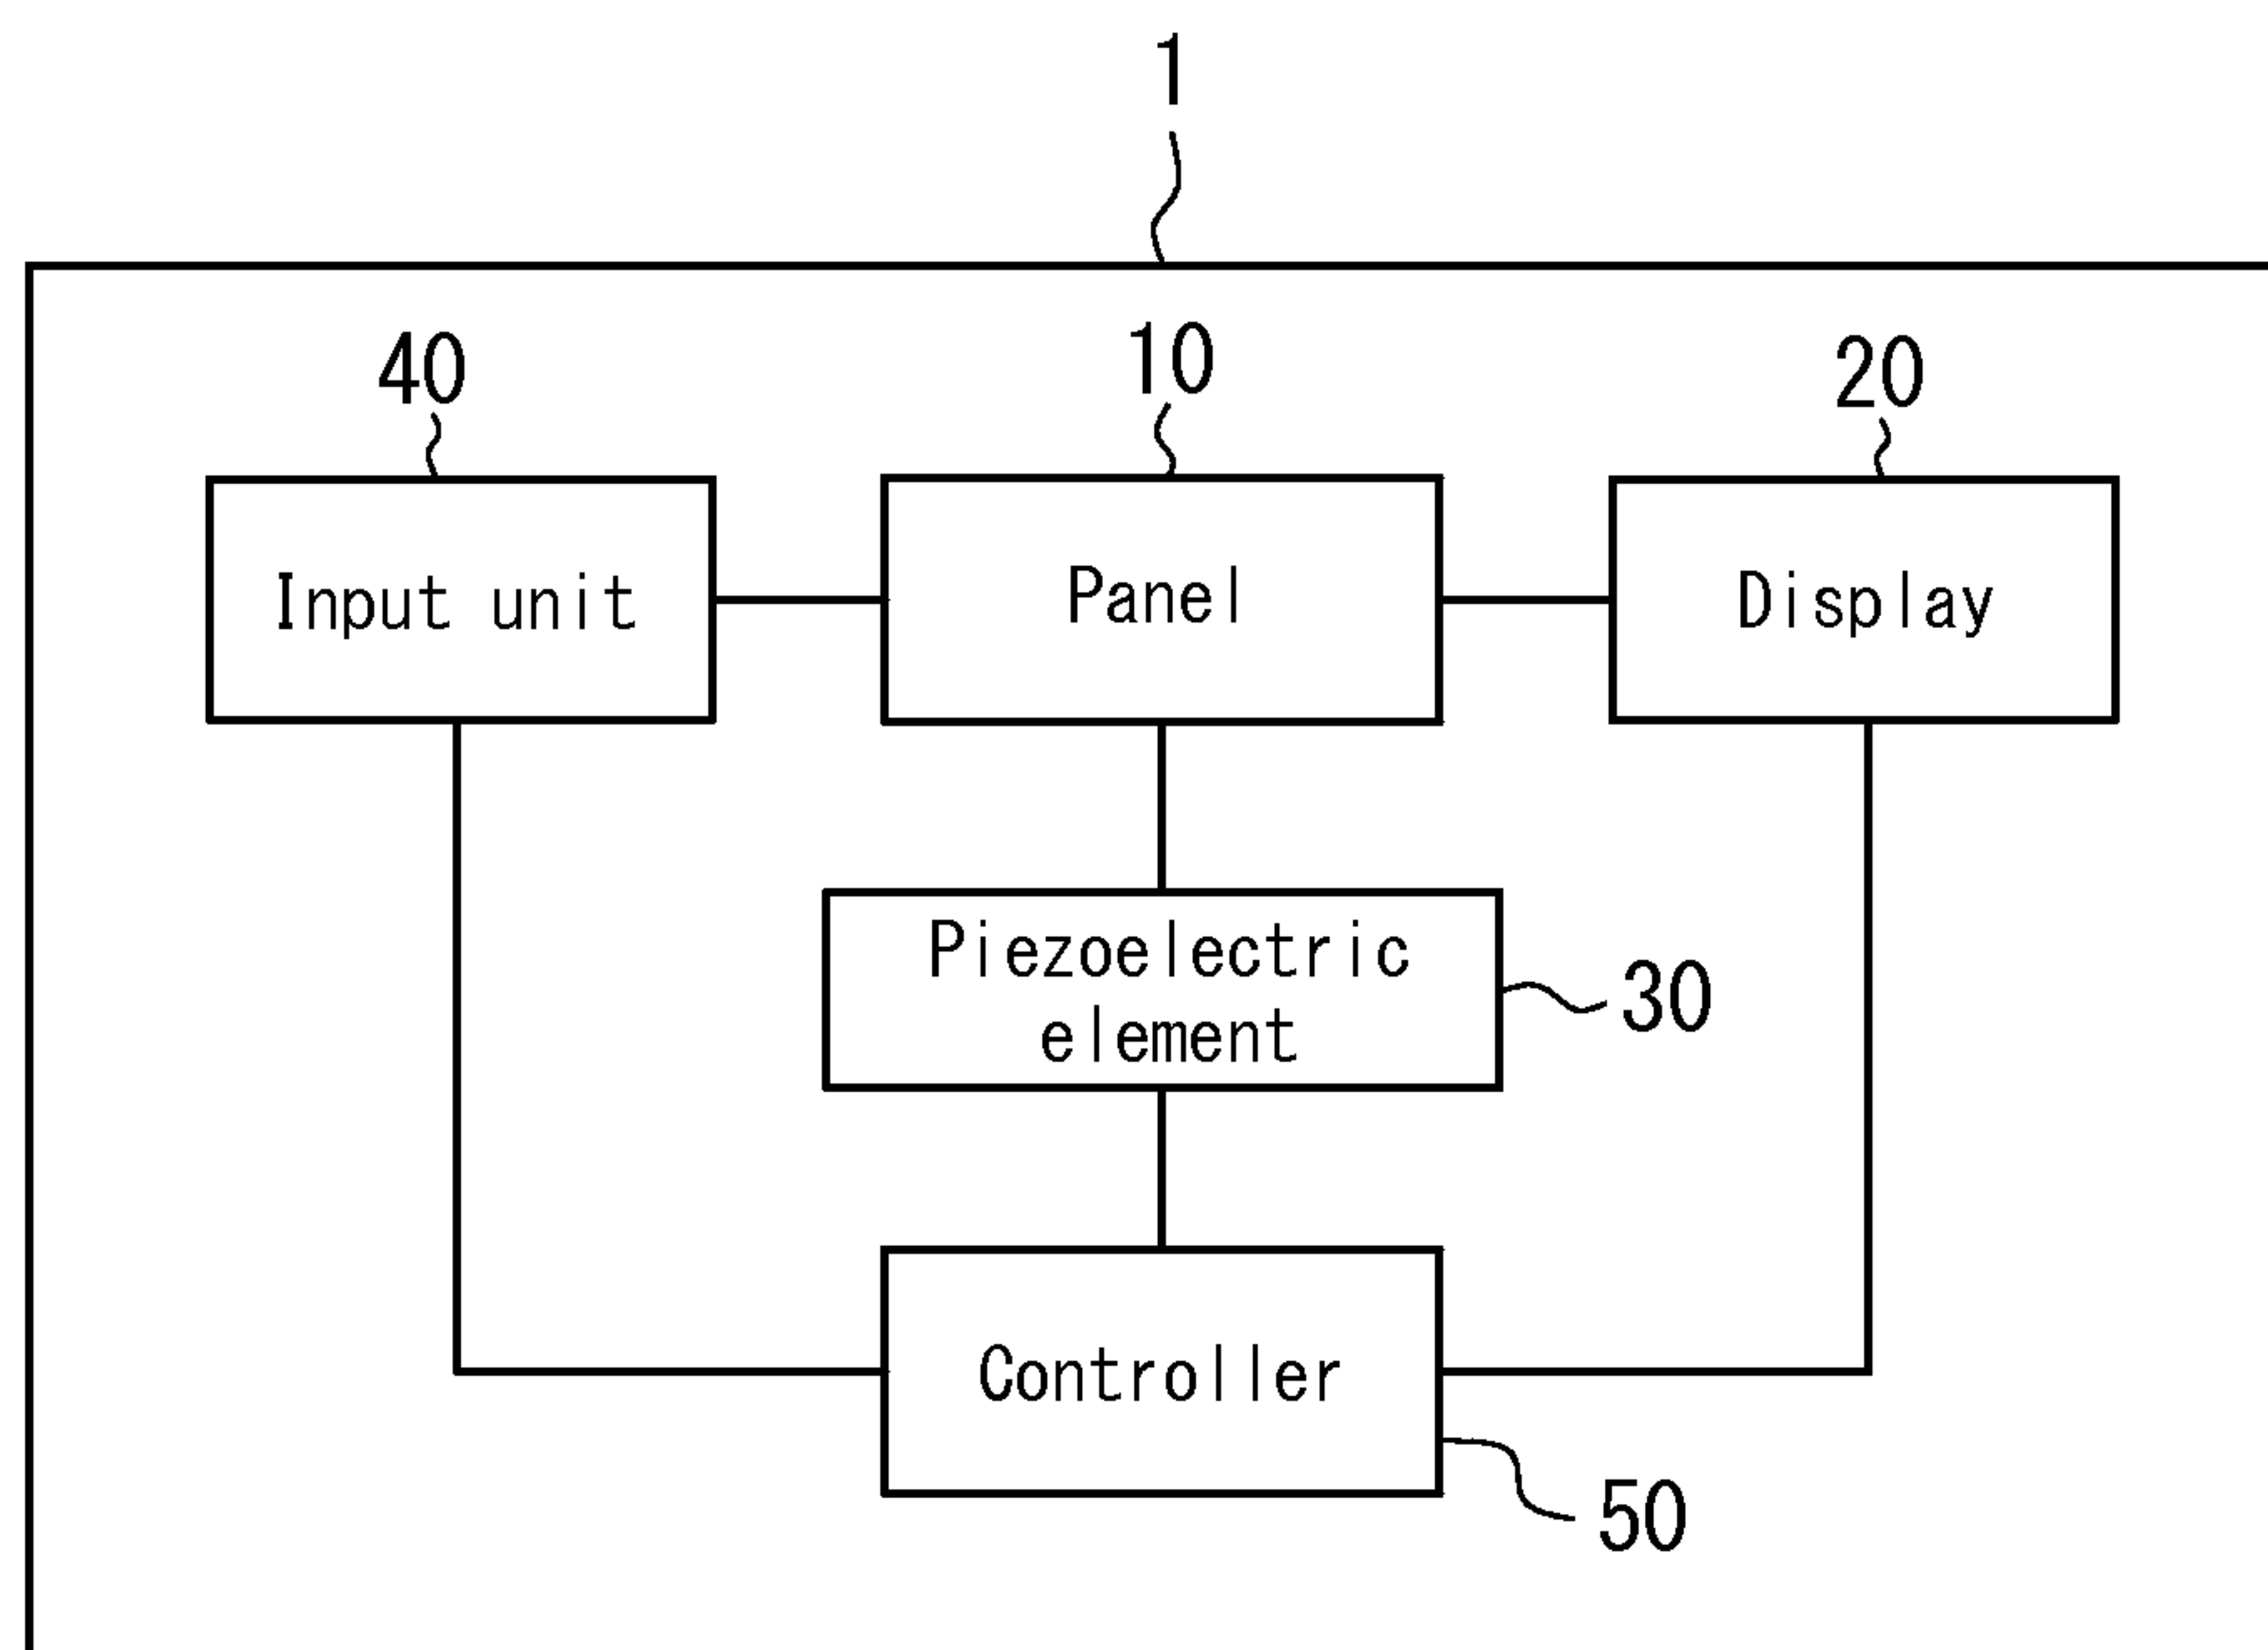 1
40
10
20
Input unit
Panel
Display
Piezoelectric
element
30
Controller
50